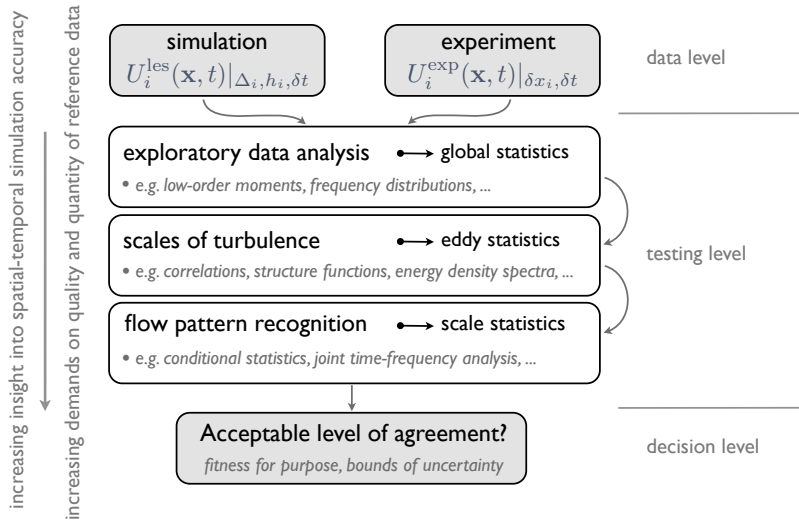 increasing insight into spatial-temporal simulation accuracy
increasing demands on quality and quantity of reference data
simulation
U_i^les(x, t)|_Δ_i,h_i,δt
experiment
U_i^exp(x, t)|_δx_i,δt
data level
exploratory data analysis
global statistics
• e.g. low-order moments, frequency distributions, ...
scales of turbulence
eddy statistics
• e.g. correlations, structure functions, energy density spectra, ...
testing level
flow pattern recognition
scale statistics
• e.g. conditional statistics, joint time-frequency analysis, ...
Acceptable level of agreement?
fitness for purpose, bounds of uncertainty
decision level